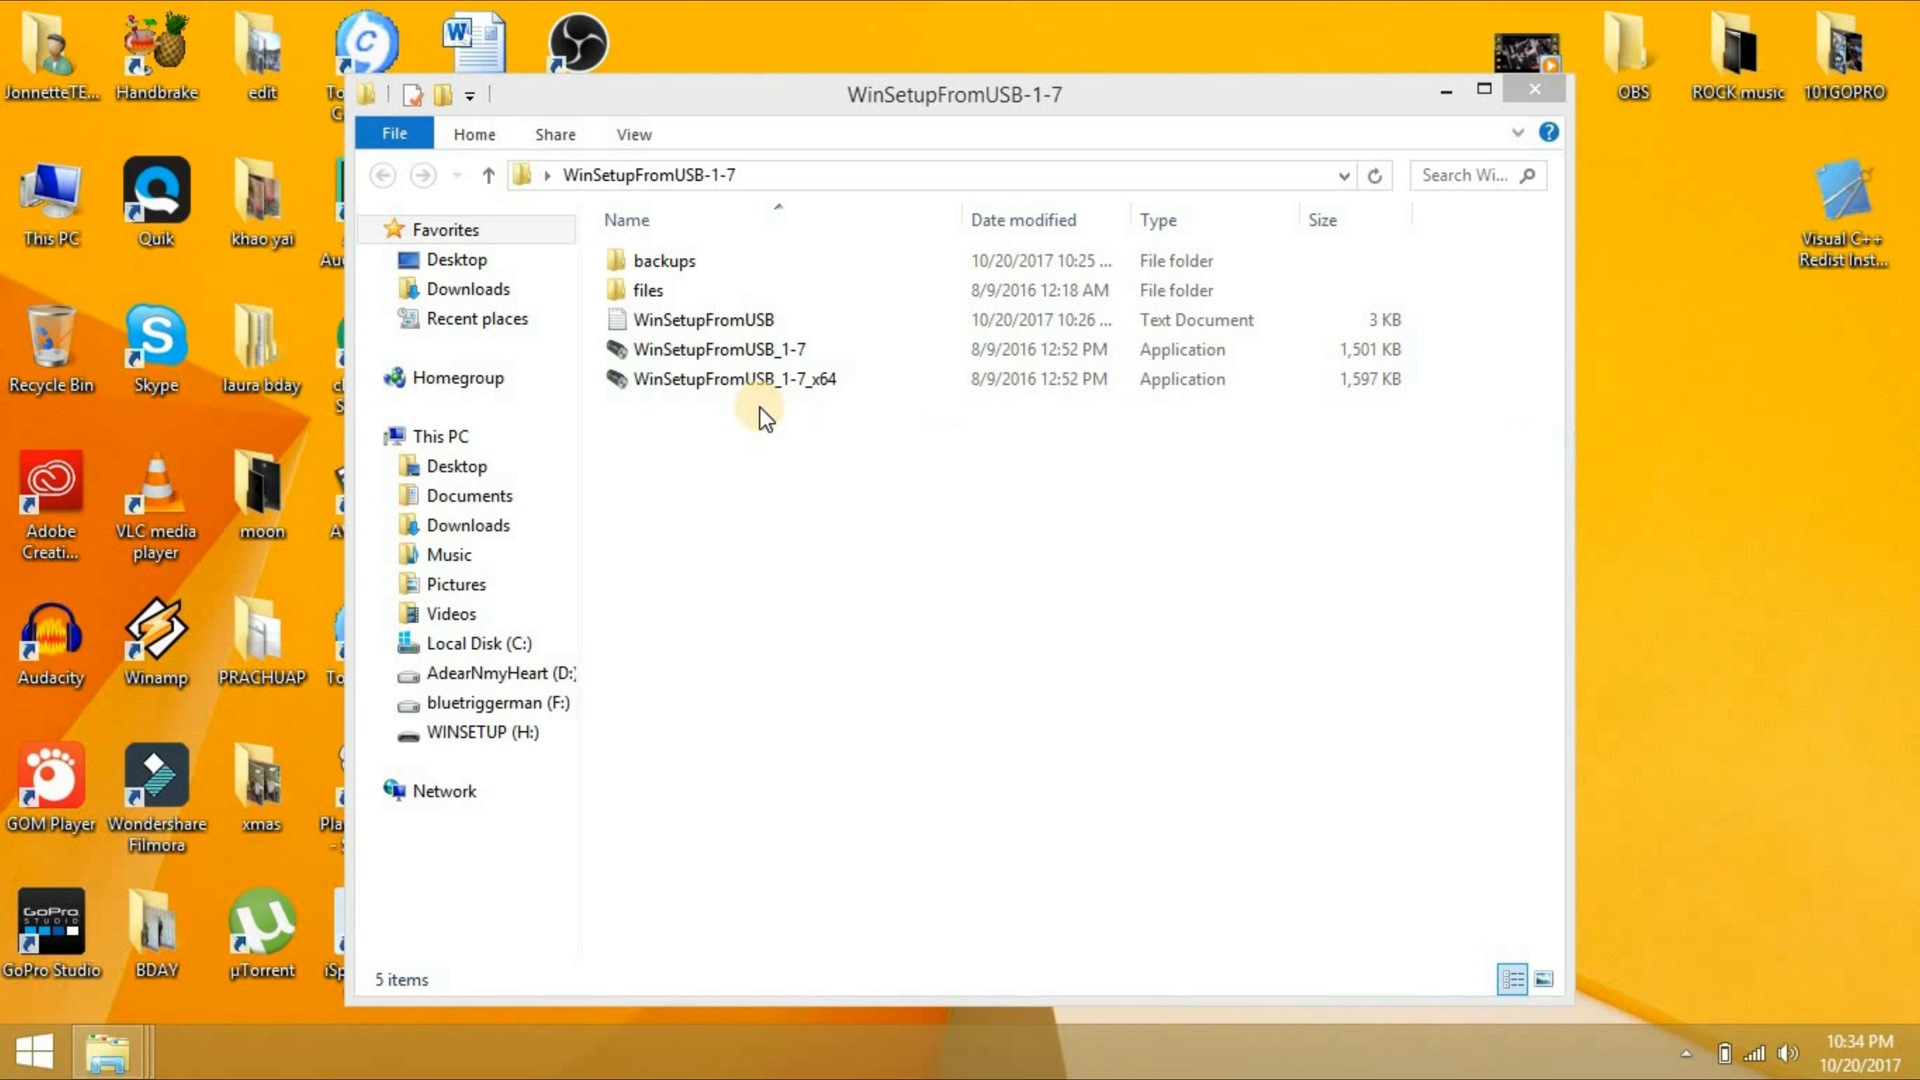 WinSetupFromUSB-1-7
File Home Share View
WinSetupFromUSB-1-7
Search Wi...
Name Date modified Type Size
backups 10/20/2017 10:25 ... File folder
files 8/9/2016 12:18 AM File folder
WinSetupFromUSB 10/20/2017 10:26 ... Text Document 3 KB
WinSetupFromUSB_1-7 8/9/2016 12:52 PM Application 1,501 KB
WinSetupFromUSB_1-7_x64 8/9/2016 12:52 PM Application 1,597 KB
Favorites
Desktop
Downloads
Recent places
Homegroup
This PC
Desktop
Documents
Downloads
Music
Pictures
Videos
Local Disk (C:)
AdearNmyHeart (D:)
bluetriggerman (F:)
WINSETUP (H:)
Network
5 items
JonnetteTE...
Handbrake
edit
OBS
ROCK music
101GOPRO
This PC
Quik
khao yai
Visual C++
Redist Inst...
Recycle Bin
Skype
laura bday
Adobe
Creati...
VLC media
player
moon
Audacity
Winamp
PRACHUAP
GOM Player
Wondershare
Filmora
xmas
GoPro
STUDIO
GoPro Studio
BDAY
µTorrent
10:34 PM
10/20/2017